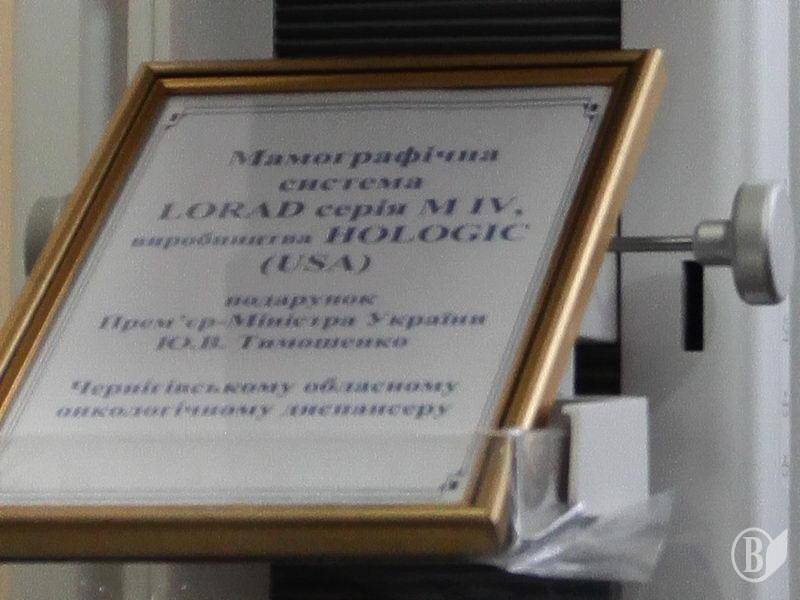 Мамографічна
система
LORAD серія M IV,
виробництва HOLOGIC
(USA)
подарунок
Прем'єр-Міністра України
Ю.В. Тимошенко
Чернігівському обласному
онкологічному диспансеру
B